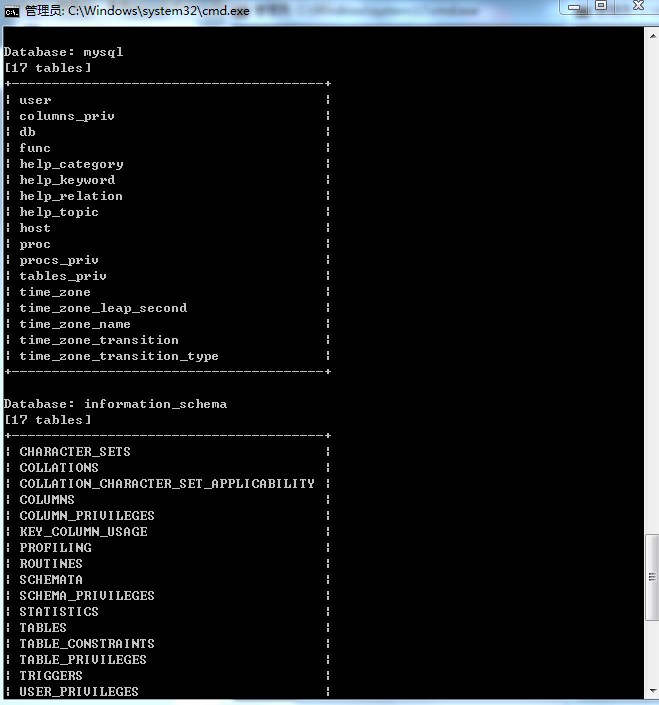 管理员: C:\Windows\system32\cmd.exe
Database: mysql
[17 tables]
+---------------------------------------+
| user                                  |
| columns_priv                          |
| db                                    |
| func                                  |
| help_category                         |
| help_keyword                          |
| help_relation                         |
| help_topic                            |
| host                                  |
| proc                                  |
| procs_priv                            |
| tables_priv                           |
| time_zone                             |
| time_zone_leap_second                 |
| time_zone_name                        |
| time_zone_transition                  |
| time_zone_transition_type             |
+---------------------------------------+
Database: information_schema
[17 tables]
+---------------------------------------+
| CHARACTER_SETS                        |
| COLLATIONS                            |
| COLLATION_CHARACTER_SET_APPLICABILITY |
| COLUMNS                               |
| COLUMN_PRIVILEGES                     |
| KEY_COLUMN_USAGE                      |
| PROFILING                             |
| ROUTINES                              |
| SCHEMATA                              |
| SCHEMA_PRIVILEGES                     |
| STATISTICS                            |
| TABLES                                |
| TABLE_CONSTRAINTS                     |
| TABLE_PRIVILEGES                      |
| TRIGGERS                              |
| USER_PRIVILEGES                       |